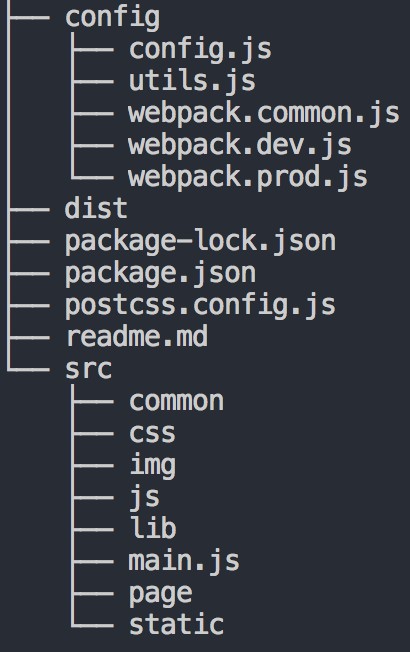 config
config.js
utils.js
webpack.common.js
webpack.dev.js
webpack.prod.js
dist
package-lock.json
package.json
postcss.config.js
readme.md
src
common
css
img
js
lib
main.js
page
static